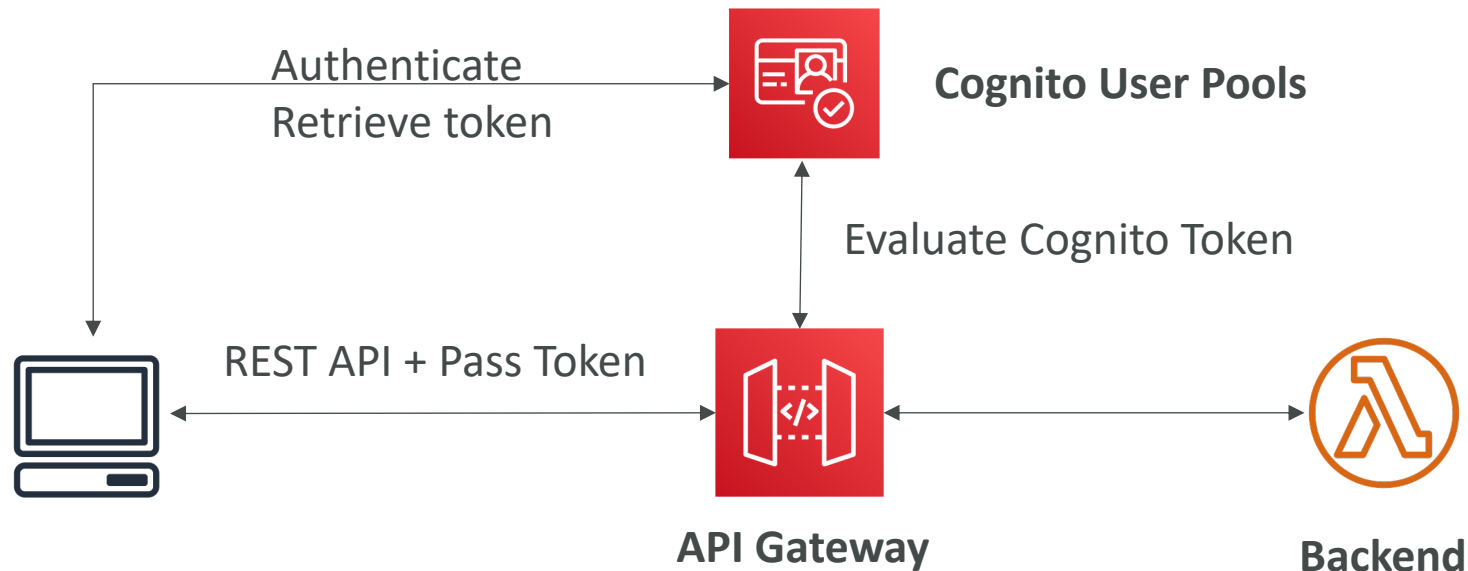 Authenticate
Retrieve token
Cognito User Pools
Evaluate Cognito Token
REST API + Pass Token
</>
API Gateway
Backend